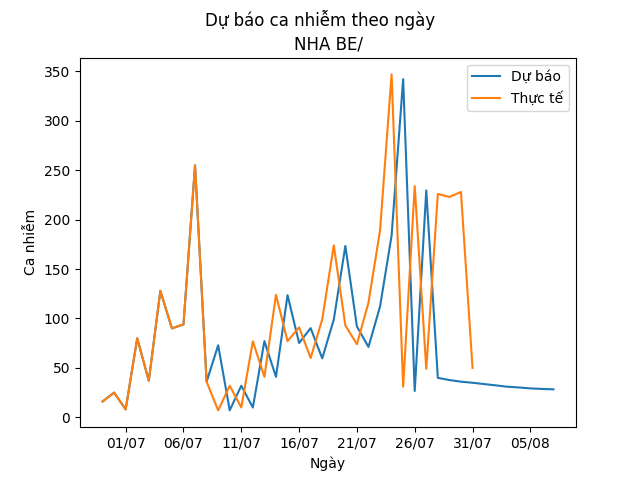 Dự báo ca nhiễm theo ngày
NHA BE/
Dự báo
Thực tế
Ca nhiễm
350
300
250
200
150
100
50
0
01/07 06/07 11/07 16/07 21/07 26/07 31/07 05/08
Ngày